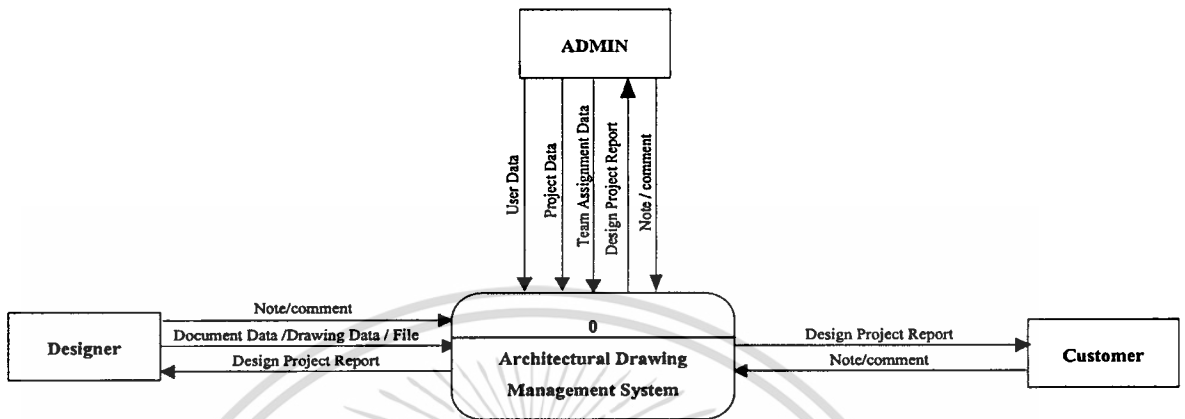 ADMIN
User Data
Project Data
Team Assignment Data
Design Project Report
Note / comment
Note/comment
Document Data /Drawing Data / File
Design Project Report
Designer
0
Architectural Drawing
Management System
Design Project Report
Note/comment
Customer